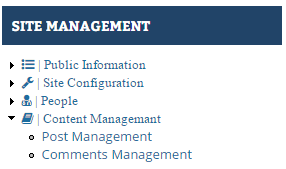 SITE MANAGEMENT
| Public Information
| Site Configuration
| People
| Content Managemant
Post Management
Comments Management